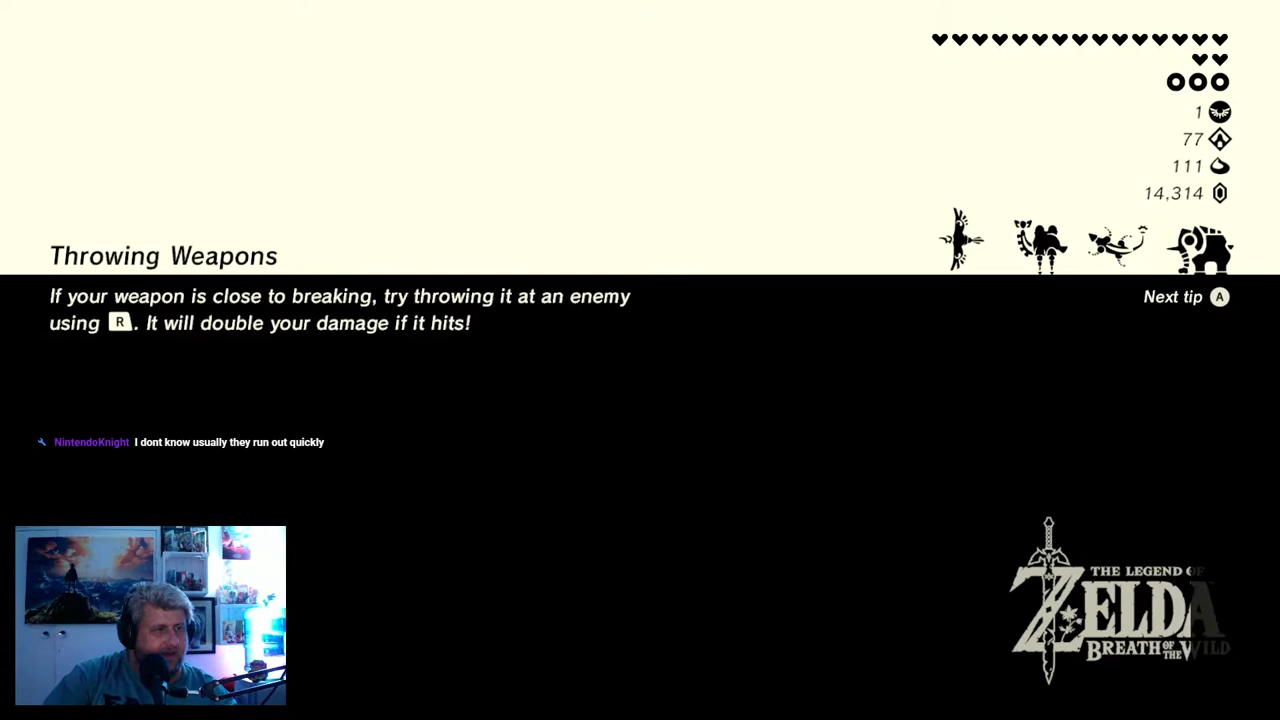 1
77
111
14,314
Throwing Weapons
If your weapon is close to breaking, try throwing it at an enemy
using R. It will double your damage if it hits!
Next tip A
NintendoKnight I dont know usually they run out quickly
THE LEGEND OF
ZELDA
BREATH OF THE WILD